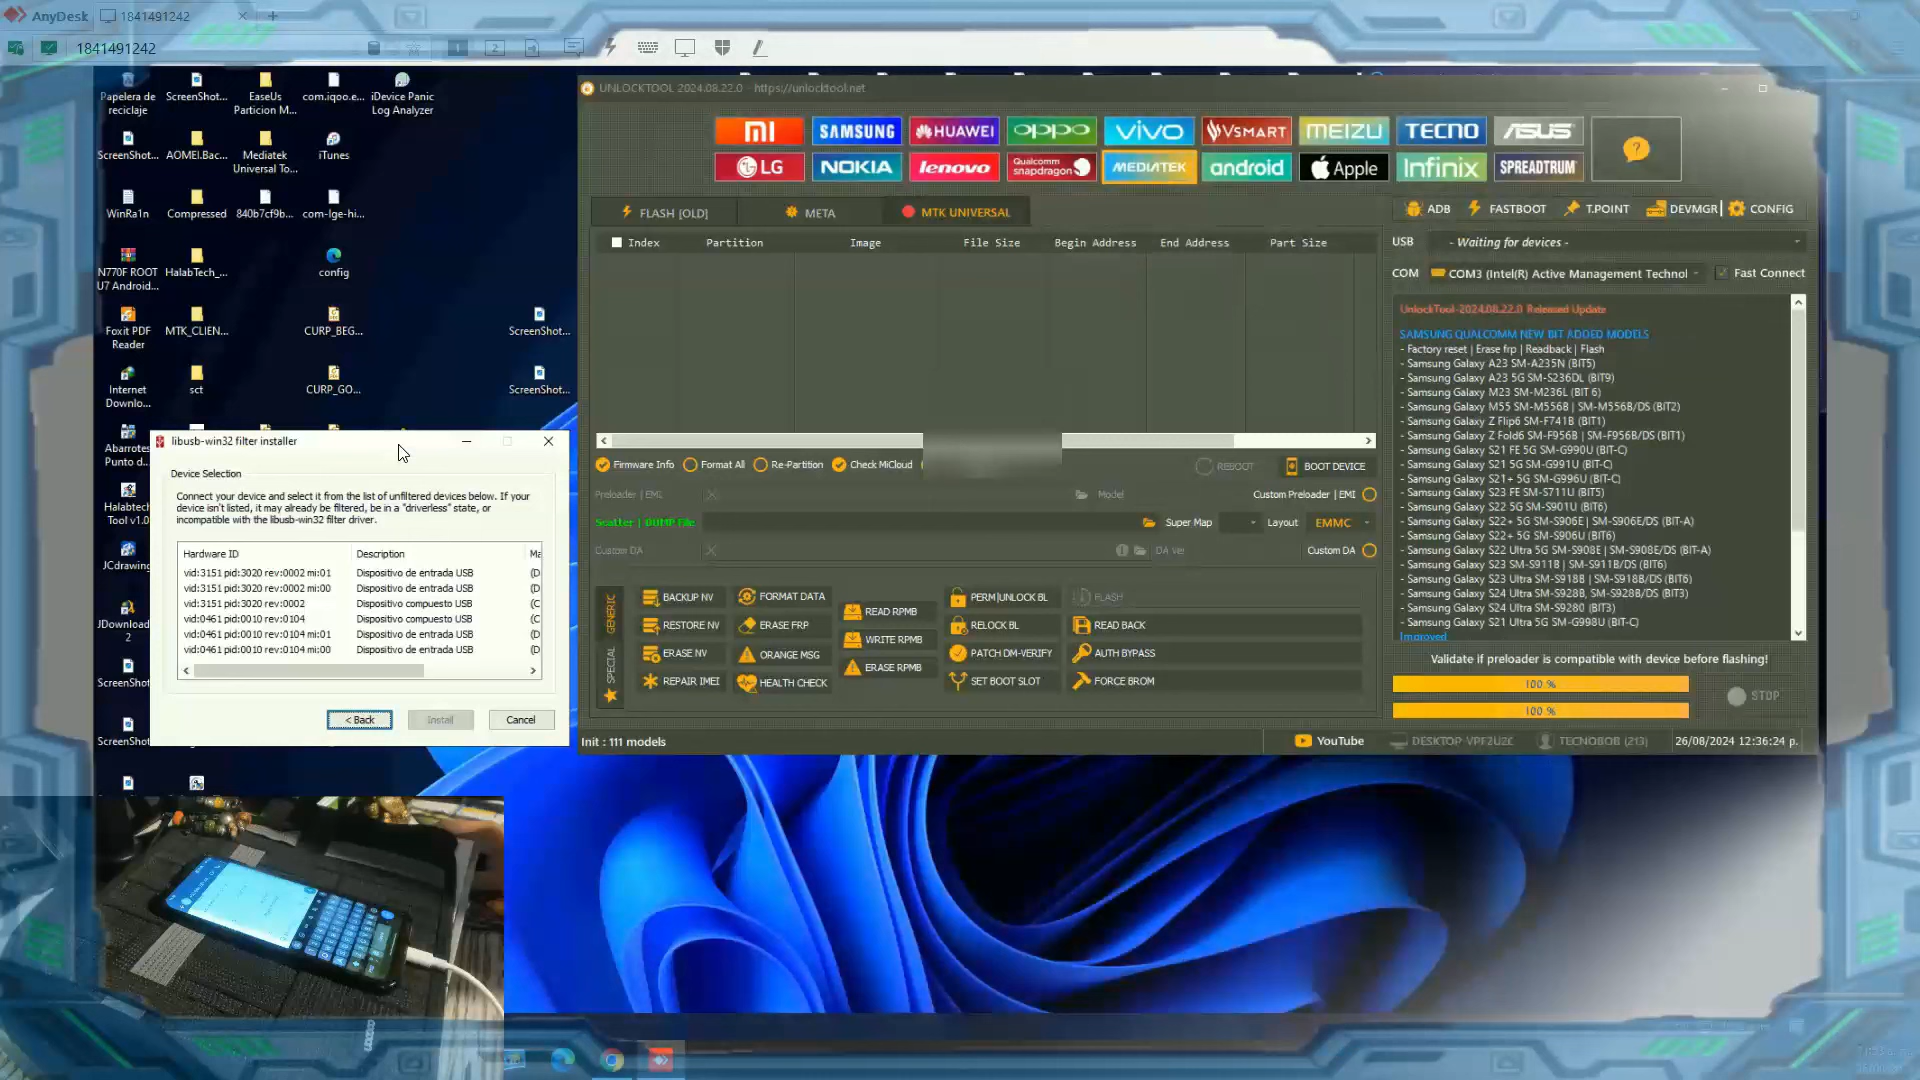 AnyDesk
1841491242
1841491242
1
2
Papelera de
reciclaje
ScreenShot...
EaseUs
Particion M...
com.iqoo.e...
iDevice Panic
Log Analyzer
ScreenShot...
AOMEI.Bac...
Mediatek
Universal To...
iTunes
WinRa1n
Compressed
840b7cf9b...
com-lge-hi...
N770F ROOT
U7 Android...
HalabTech_...
config
Foxit PDF
Reader
MTK_CLIEN...
CURP_BEG...
ScreenShot...
Internet
Downlo...
sct
CURP_GO...
ScreenShot...
Abarrotes
Punto d...
Halabtech
Tool v1.0
JCdrawing
JDownload
2
ScreenShot
ScreenShot
libusb-win32 filter installer
Device Selection
Connect your device and select it from the list of unfiltered devices below. If your
device isn't listed, it may already be filtered, be in a "driverless" state, or
incompatible with the libusb-win32 filter driver.
Hardware ID Description Ma
vid:3151 pid:3020 rev:0002 mi:01 Dispositivo de entrada USB (D
vid:3151 pid:3020 rev:0002 mi:00 Dispositivo de entrada USB (D
vid:3151 pid:3020 rev:0002 Dispositivo compuesto USB (C
vid:0461 pid:0010 rev:0104 Dispositivo compuesto USB (C
vid:0461 pid:0010 rev:0104 mi:01 Dispositivo de entrada USB (D
vid:0461 pid:0010 rev:0104 mi:00 Dispositivo de entrada USB (D
< Back Install Cancel
UNLOCKTOOL 2024.08.22.0 - https://unlocktool.net
MI SAMSUNG HUAWEI OPPO VIVO VSMART MEIZU TECNO ASUS
LG NOKIA lenovo Qualcomm snapdragon MEDIATEK android Apple Infinix SPREADTRUM
?
FLASH [OLD] META MTK UNIVERSAL
Index Partition Image File Size Begin Address End Address Part Size
Firmware Info Format All Re-Partition Check MiCloud REBOOT BOOT DEVICE
Preloader | EMI Model Custom Preloader | EMI
Scatter | DUMP File Super Map Layout EMMC
Custom DA DA Ver Custom DA
GENERIC
SPECIAL
BACKUP NV FORMAT DATA READ RPMB PERM|UNLOCK BL FLASH
RESTORE NV ERASE FRP WRITE RPMB RELOCK BL READ BACK
ERASE NV ORANGE MSG ERASE RPMB PATCH DM-VERIFY AUTH BYPASS
REPAIR IMEI HEALTH CHECK SET BOOT SLOT FORCE BROM
ADB FASTBOOT T.POINT DEVMGR CONFIG
USB - Waiting for devices -
COM COM3 (Intel(R) Active Management Technol Fast Connect
UnlockTool-2024.08.22.0 Released Update
SAMSUNG QUALCOMM NEW BIT ADDED MODELS
- Factory reset | Erase frp | Readback | Flash
- Samsung Galaxy A23 SM-A235N (BIT5)
- Samsung Galaxy A23 5G SM-S236DL (BIT9)
- Samsung Galaxy M23 SM-M236L (BIT 6)
- Samsung Galaxy M55 SM-M556B | SM-M556B/DS (BIT2)
- Samsung Galaxy Z Flip6 SM-F741B (BIT1)
- Samsung Galaxy Z Fold6 SM-F956B | SM-F956B/DS (BIT1)
- Samsung Galaxy S21 FE 5G SM-G990U (BIT-C)
- Samsung Galaxy S21 5G SM-G991U (BIT-C)
- Samsung Galaxy S21+ 5G SM-G996U (BIT-C)
- Samsung Galaxy S23 FE SM-S711U (BIT5)
- Samsung Galaxy S22 5G SM-S901U (BIT6)
- Samsung Galaxy S22+ 5G SM-S906E | SM-S906E/DS (BIT-A)
- Samsung Galaxy S22+ 5G SM-S906U (BIT6)
- Samsung Galaxy S22 Ultra 5G SM-S908E | SM-S908E/DS (BIT-A)
- Samsung Galaxy S23 SM-S911B | SM-S911B/DS (BIT6)
- Samsung Galaxy S23 Ultra SM-S918B | SM-S918B/DS (BIT6)
- Samsung Galaxy S24 Ultra SM-S928B, SM-S928B/DS (BIT3)
- Samsung Galaxy S24 Ultra SM-S9280 (BIT3)
- Samsung Galaxy S21 Ultra 5G SM-G998U (BIT-C)
Improved
Validate if preloader is compatible with device before flashing!
100 %
100 %
STOP
Init : 111 models YouTube DESKTOP-VPF2UZC TECNOBOB (213) 26/08/2024 12:36:24 p.